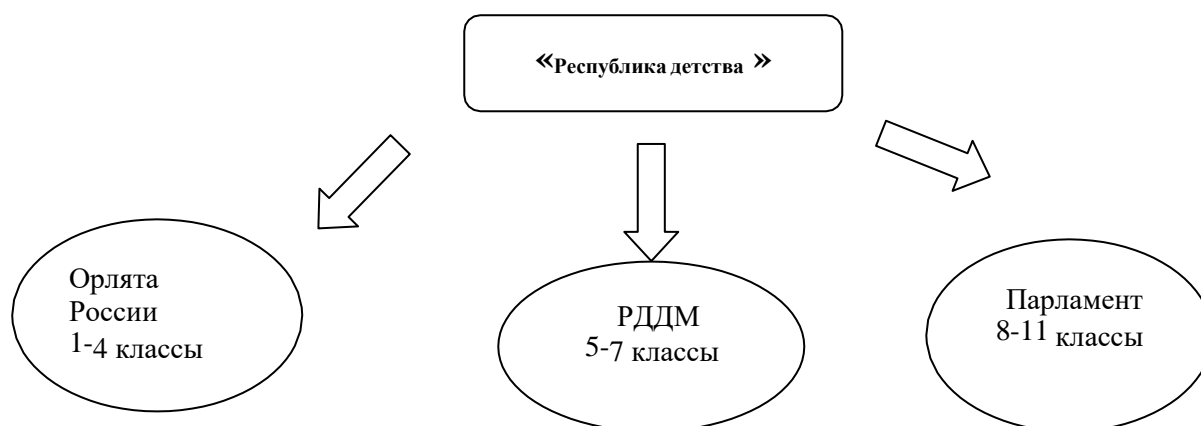 «Республика детства »
Орлята
России
1-4 классы
РДДМ
5-7 классы
Парламент
8-11 классы